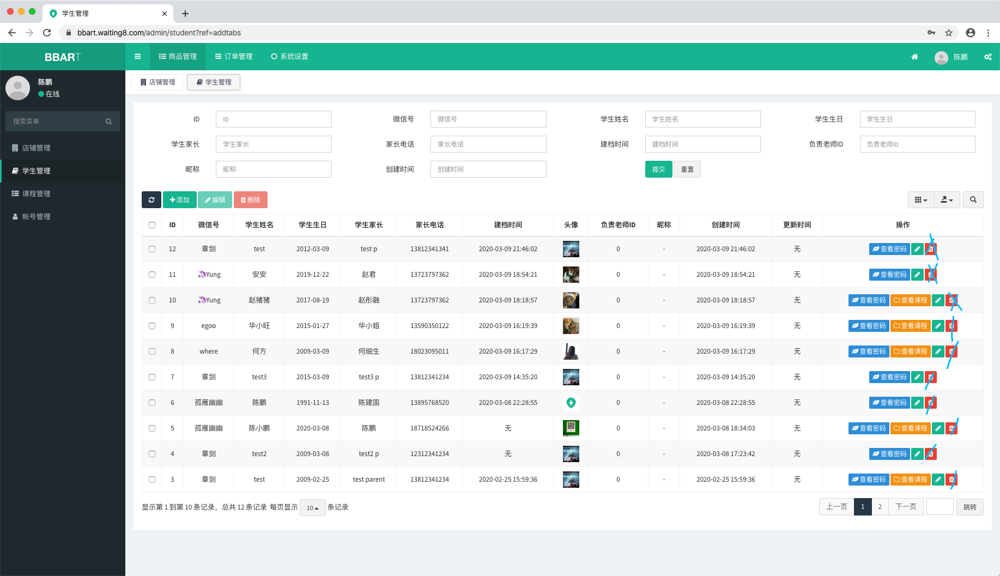 学生管理
bbart.waiting8.com/admin/student?ref=addtabs
BBART 商品管理 订单管理 系统设置 陈鹏
陈鹏
在线
搜索菜单
店铺管理
学生管理
课程管理
帐号管理
店铺管理 学生管理
ID ID 微信号 微信号 学生姓名 学生姓名 学生生日 学生生日
学生家长 学生家长 家长电话 家长电话 建档时间 建档时间 负责老师ID 负责老师ID
昵称 昵称 创建时间 创建时间 提交 重置
添加 编辑 删除
ID 微信号 学生姓名 学生生日 学生家长 家长电话 建档时间 头像 负责老师ID 昵称 创建时间 更新时间 操作
12 章剑 test 2012-03-09 test p 13812341341 2020-03-09 21:46:02 0 - 2020-03-09 21:46:02 无 查看密码
11 🦄Yung 安安 2019-12-22 赵君 13723797362 2020-03-09 18:54:21 0 - 2020-03-09 18:54:21 无 查看密码
10 🦄Yung 赵猪猪 2017-08-19 赵彤融 13723797362 2020-03-09 18:18:57 0 - 2020-03-09 18:18:57 无 查看密码 查看课程
9 egoo 华小旺 2015-01-27 华小姐 13590350122 2020-03-09 16:19:39 0 - 2020-03-09 16:19:39 无 查看密码 查看课程
8 where 何方 2009-03-09 何细生 18023095011 2020-03-09 16:17:29 0 - 2020-03-09 16:17:29 无 查看密码 查看课程
7 章剑 test3 2015-03-09 test3 p 13812341234 2020-03-09 14:35:20 0 - 2020-03-09 14:35:20 无 查看密码
6 孤雁幽幽 陈鹏 1991-11-13 陈建国 13895768520 2020-03-08 22:28:55 0 - 2020-03-08 22:28:55 无 查看密码
5 孤雁幽幽 陈小鹏 2020-03-08 陈鹏 18718524266 无 0 - 2020-03-08 18:34:03 无 查看密码 查看课程
4 章剑 test2 2009-03-08 test2 p 12312341234 无 0 - 2020-03-08 17:23:42 无 查看密码
3 章剑 test 2009-02-25 test parent 13812341234 2020-02-25 15:59:36 0 - 2020-02-25 15:59:36 无 查看密码 查看课程
显示第 1 到第 10 条记录，总共 12 条记录 每页显示 10 条记录 上一页 1 2 下一页 跳转